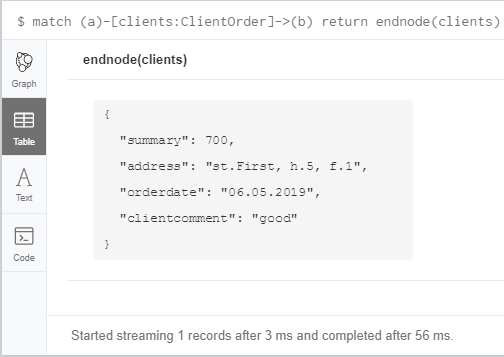 $ match (a)-[clients:ClientOrder]->(b) return endnode(clients)
endnode(clients)
Graph
Table
A
Text
Code
{
"summary": 700,
"address": "st.First, h.5, f.1",
"orderdate": "06.05.2019",
"clientcomment": "good"
}
Started streaming 1 records after 3 ms and completed after 56 ms.